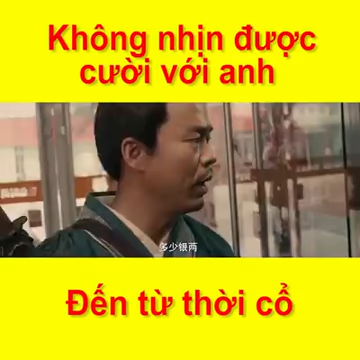 Không nhịn được
cười với anh
多少银两
Đến từ thời cổ